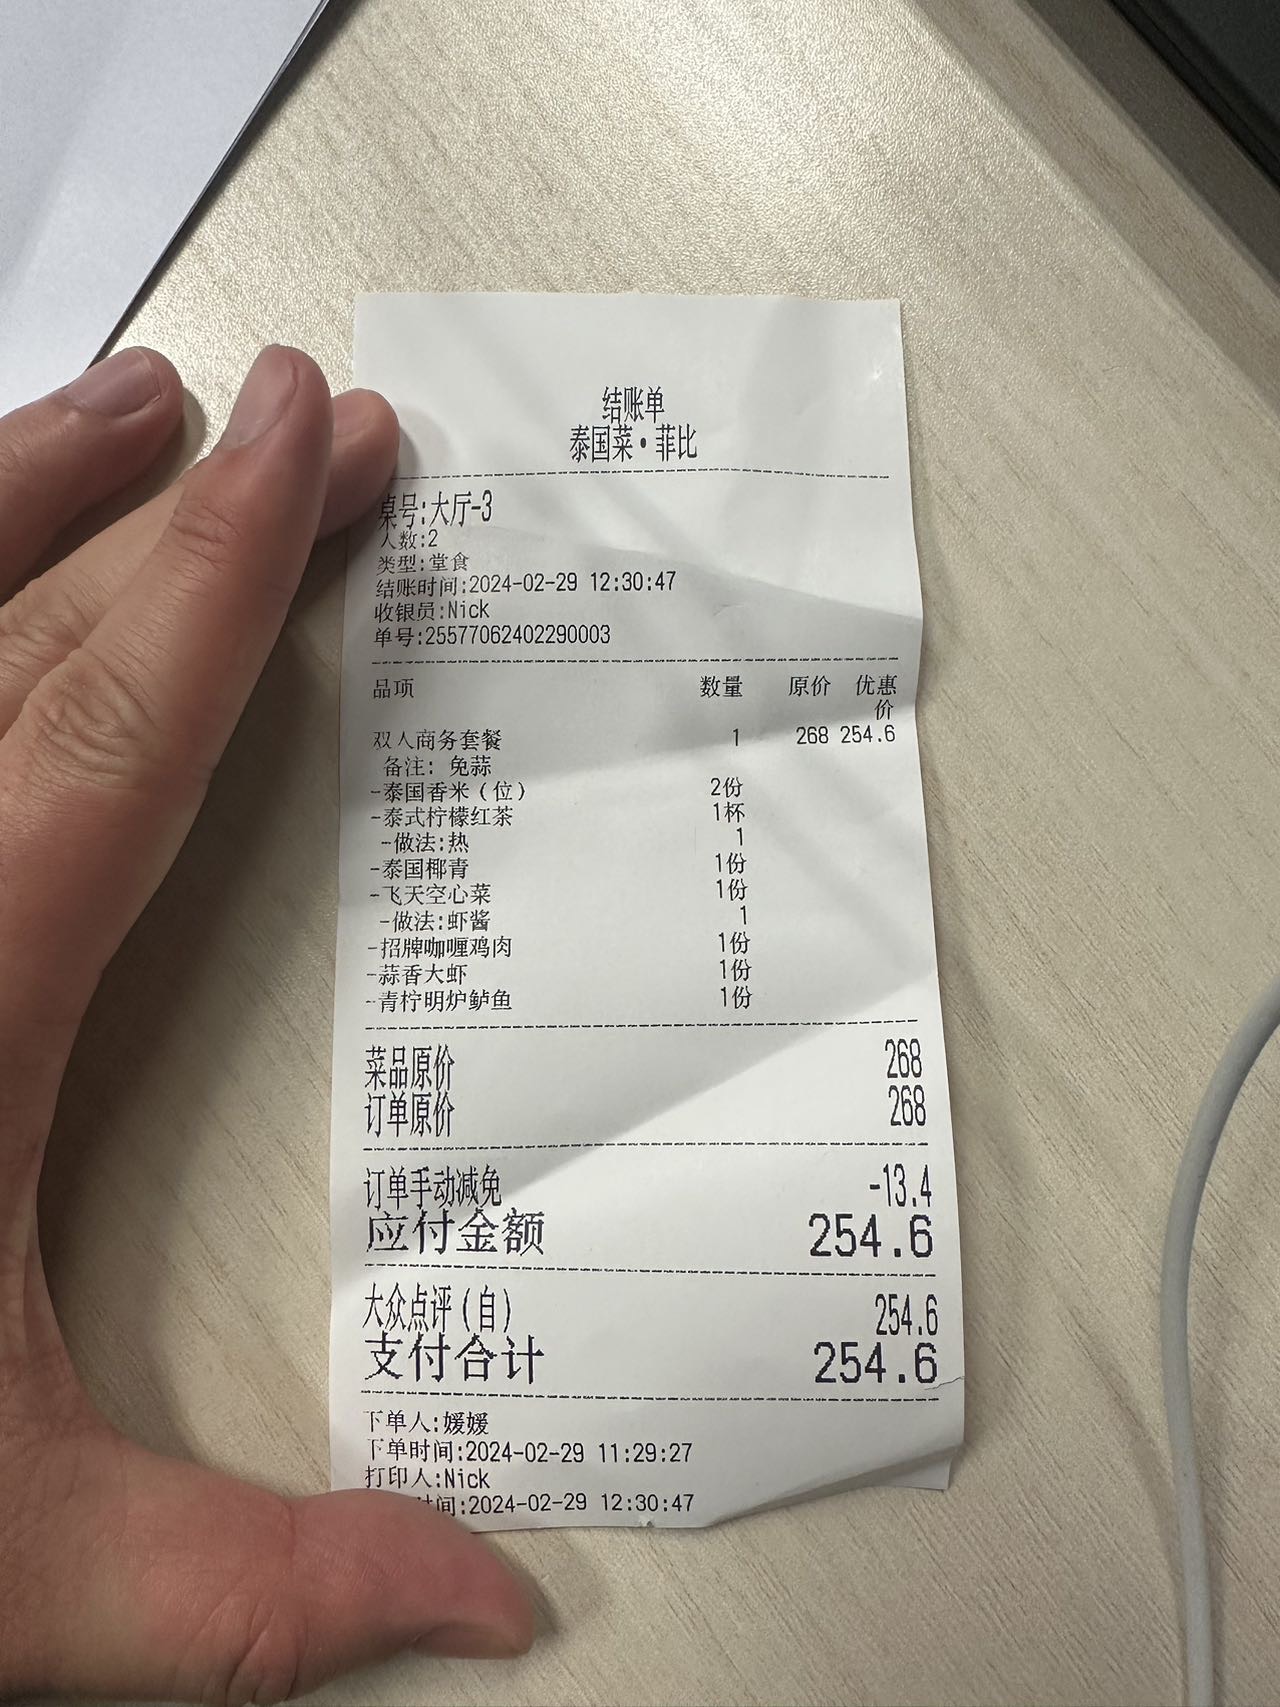 结账单
泰国菜·菲比
桌号:大厅-3
人数:2
类型:堂食
结账时间:2024-02-29 12:30:47
收银员:Nick
单号:25577062402290003
品项 数量 原价 优惠价
双人商务套餐 1 268 254.6
备注: 免蒜
-泰国香米(位) 2份
-泰式柠檬红茶 1杯
-做法:热 1
-泰国椰青 1份
-飞天空心菜 1份
-做法:虾酱 1
-招牌咖喱鸡肉 1份
-蒜香大虾 1份
-青柠明炉鲈鱼 1份
菜品原价 268
订单原价 268
订单手动减免 -13.4
应付金额 254.6
大众点评(自) 254.6
支付合计 254.6
下单人:媛媛
下单时间:2024-02-29 11:29:27
打印人:Nick
时间:2024-02-29 12:30:47